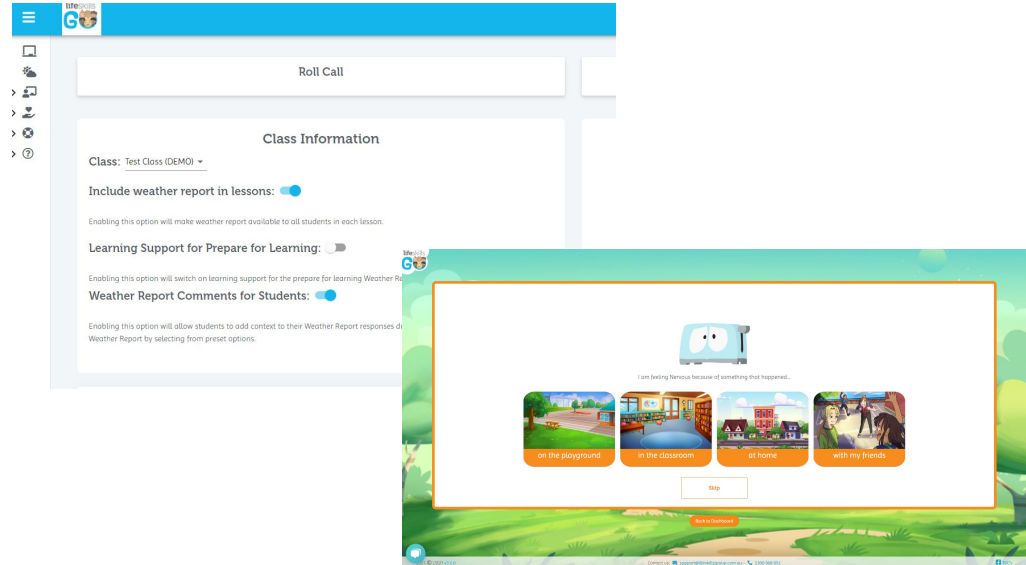 lifeskills
GO
Roll Call
Class Information
Class: Test Class (DEMO)
Include weather report in lessons:
Enabling this option will make weather report available to all students in each lesson.
Learning Support for Prepare for Learning:
Enabling this option will switch on learning support for the prepare for learning Weather Re
Weather Report Comments for Students:
Enabling this option will allow students to add context to their Weather Report responses d
Weather Report by selecting from preset options.
lifeskills
GO
I am feeling Nervous because of something that happened...
on the playground
in the classroom
at home
with my friends
Skip
Back to Dashboard
Contact us: